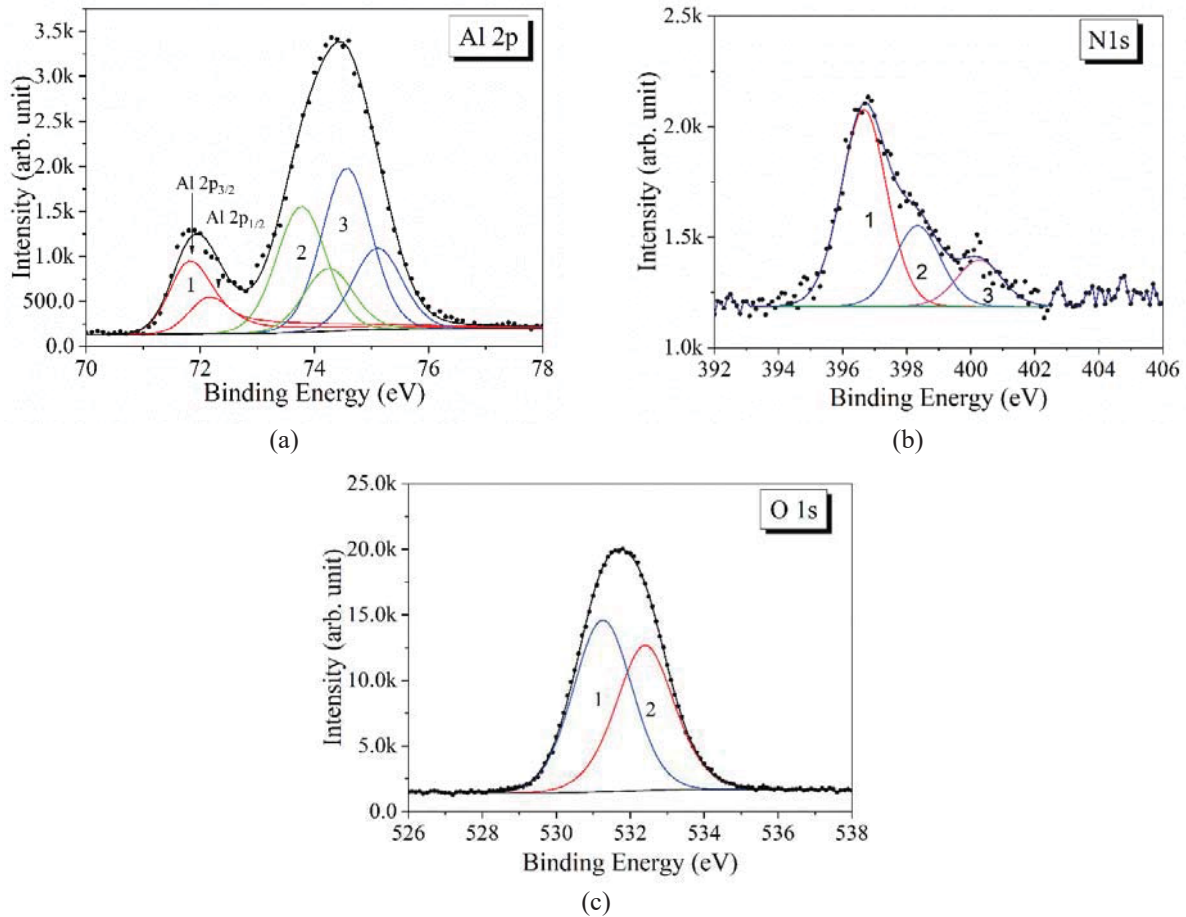 Al 2p
3.5k
3.0k
2.5k
2.0k
1.5k
1.0k
500.0
0.0
Intensity (arb. unit)
Al 2p3/2
Al 2p1/2
1
2
3
70 72 74 76 78
Binding Energy (eV)
(a)
N1s
2.5k
2.0k
1.5k
1.0k
Intensity (arb. unit)
1
2
3
392 394 396 398 400 402 404 406
Binding Energy (eV)
(b)
O 1s
25.0k
20.0k
15.0k
10.0k
5.0k
0.0
Intensity (arb. unit)
1
2
526 528 530 532 534 536 538
Binding Energy (eV)
(c)